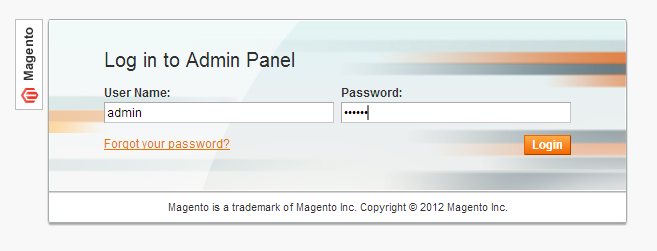 Magento
Log in to Admin Panel
User Name: Password:
admin ••••••
Forgot your password? Login
Magento is a trademark of Magento Inc. Copyright © 2012 Magento Inc.